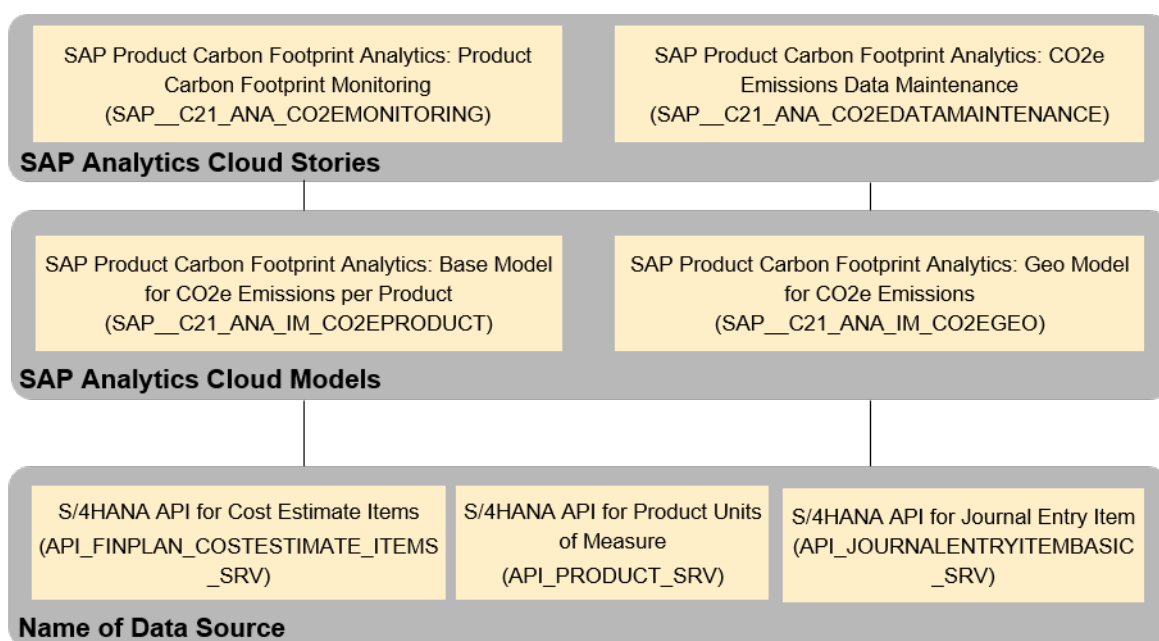 SAP Product Carbon Footprint Analytics: Product
Carbon Footprint Monitoring
(SAP__C21_ANA_CO2EMONITORING)
SAP Product Carbon Footprint Analytics: CO2e
Emissions Data Maintenance
(SAP__C21_ANA_CO2EDATAMAINTENANCE)
SAP Analytics Cloud Stories
SAP Product Carbon Footprint Analytics: Base Model
for CO2e Emissions per Product
(SAP__C21_ANA_IM_CO2EPRODUCT)
SAP Product Carbon Footprint Analytics: Geo Model
for CO2e Emissions
(SAP__C21_ANA_IM_CO2EGEO)
SAP Analytics Cloud Models
S/4HANA API for Cost Estimate Items
(API_FINPLAN_COSTESTIMATE_ITEMS
_SRV)
S/4HANA API for Product Units
of Measure
(API_PRODUCT_SRV)
S/4HANA API for Journal Entry Item
(API_JOURNALENTRYITEMBASIC
_SRV)
Name of Data Source